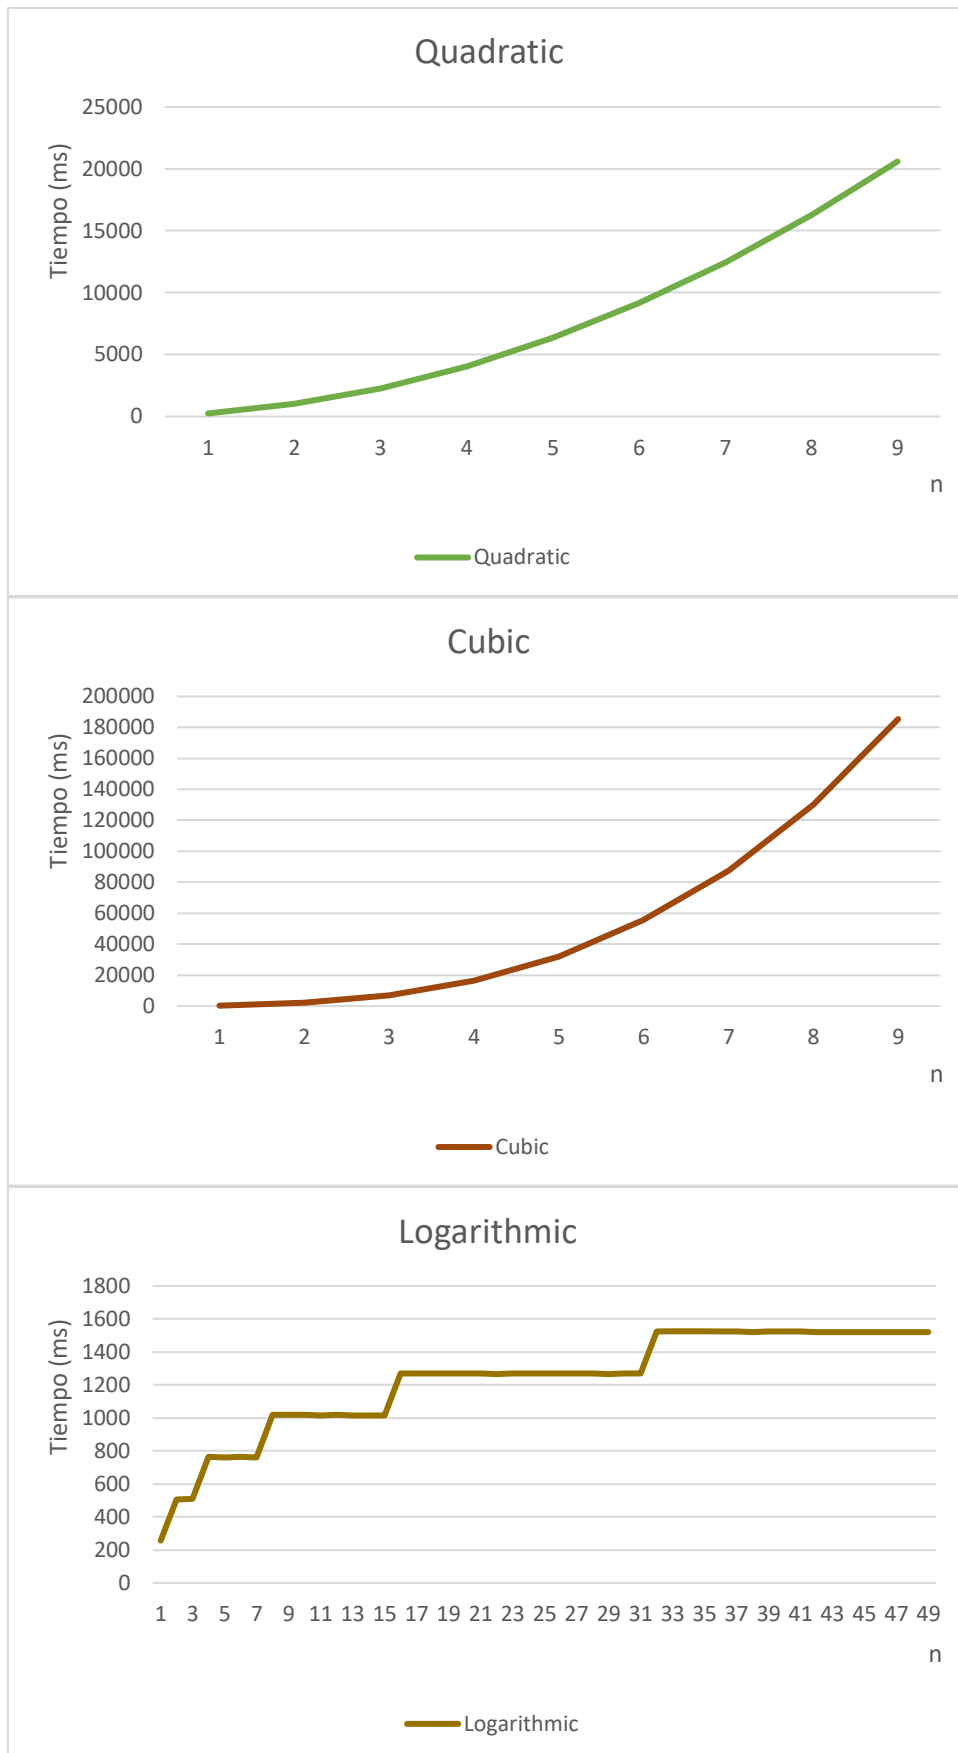 Quadratic
25000
20000
15000
10000
5000
0
Tiempo (ms)
1 2 3 4 5 6 7 8 9
n
Quadratic
Cubic
200000
180000
160000
140000
120000
100000
80000
60000
40000
20000
0
Tiempo (ms)
1 2 3 4 5 6 7 8 9
n
Cubic
Logarithmic
1800
1600
1400
1200
1000
800
600
400
200
0
Tiempo (ms)
1 3 5 7 9 11 13 15 17 19 21 23 25 27 29 31 33 35 37 39 41 43 45 47 49
n
Logarithmic